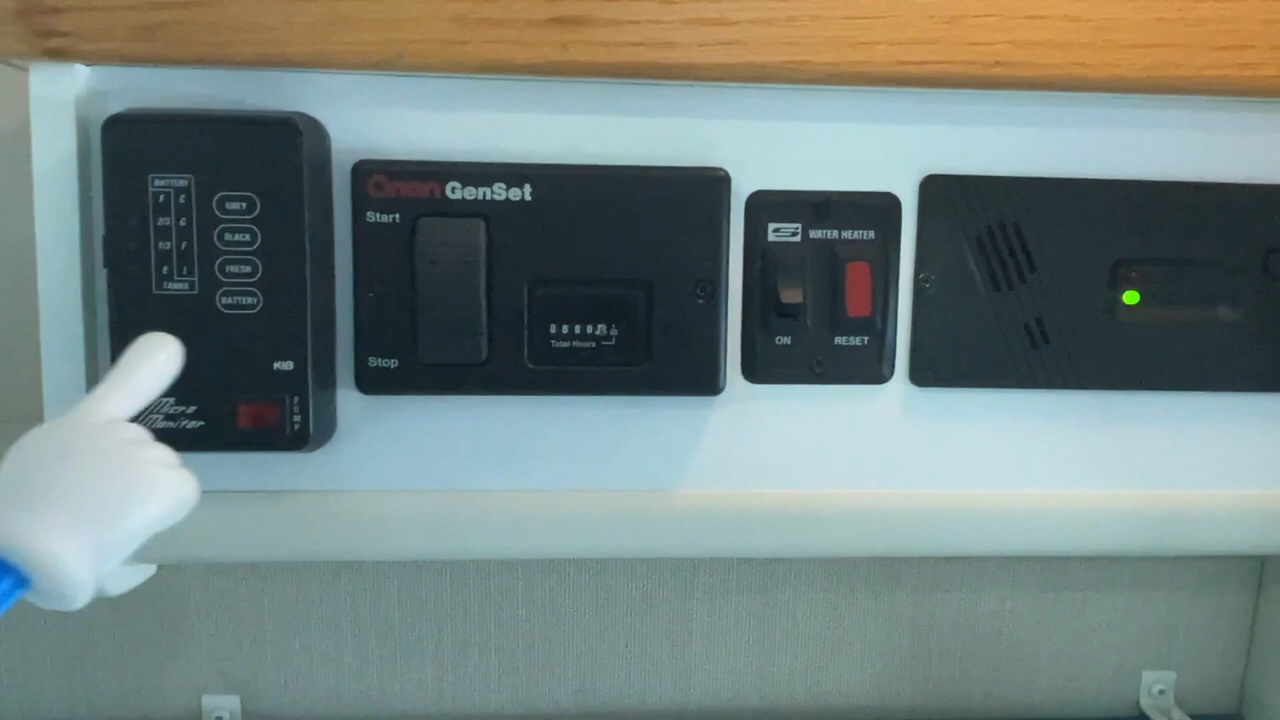 BATTERY
F C
2/3 G
1/3 F
E L
TANKS
GREY
BLACK
FRESH
BATTERY
KIB
Micro
Monitor
PUMP
Onan GenSet
Start
Stop
Total Hours
S WATER HEATER
ON
RESET